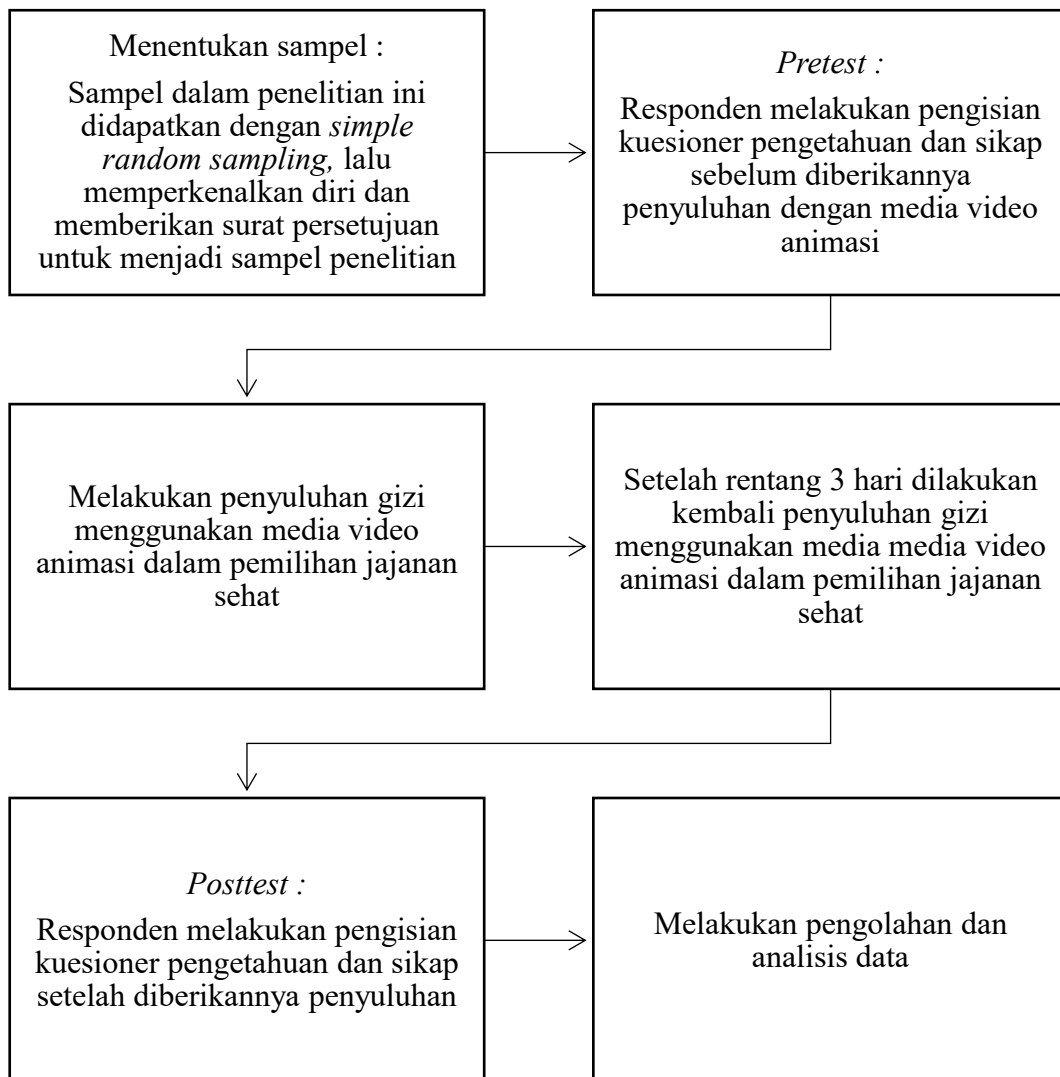 Menentukan sampel :
Sampel dalam penelitian ini
didapatkan dengan simple
random sampling, lalu
memperkenalkan diri dan
memberikan surat persetujuan
untuk menjadi sampel penelitian
Pretest :
Responden melakukan pengisian
kuesioner pengetahuan dan sikap
sebelum diberikannya
penyuluhan dengan media video
animasi
Melakukan penyuluhan gizi
menggunakan media video
animasi dalam pemilihan jajanan
sehat
Setelah rentang 3 hari dilakukan
kembali penyuluhan gizi
menggunakan media media video
animasi dalam pemilihan jajanan
sehat
Posttest :
Responden melakukan pengisian
kuesioner pengetahuan dan sikap
setelah diberikannya penyuluhan
Melakukan pengolahan dan
analisis data